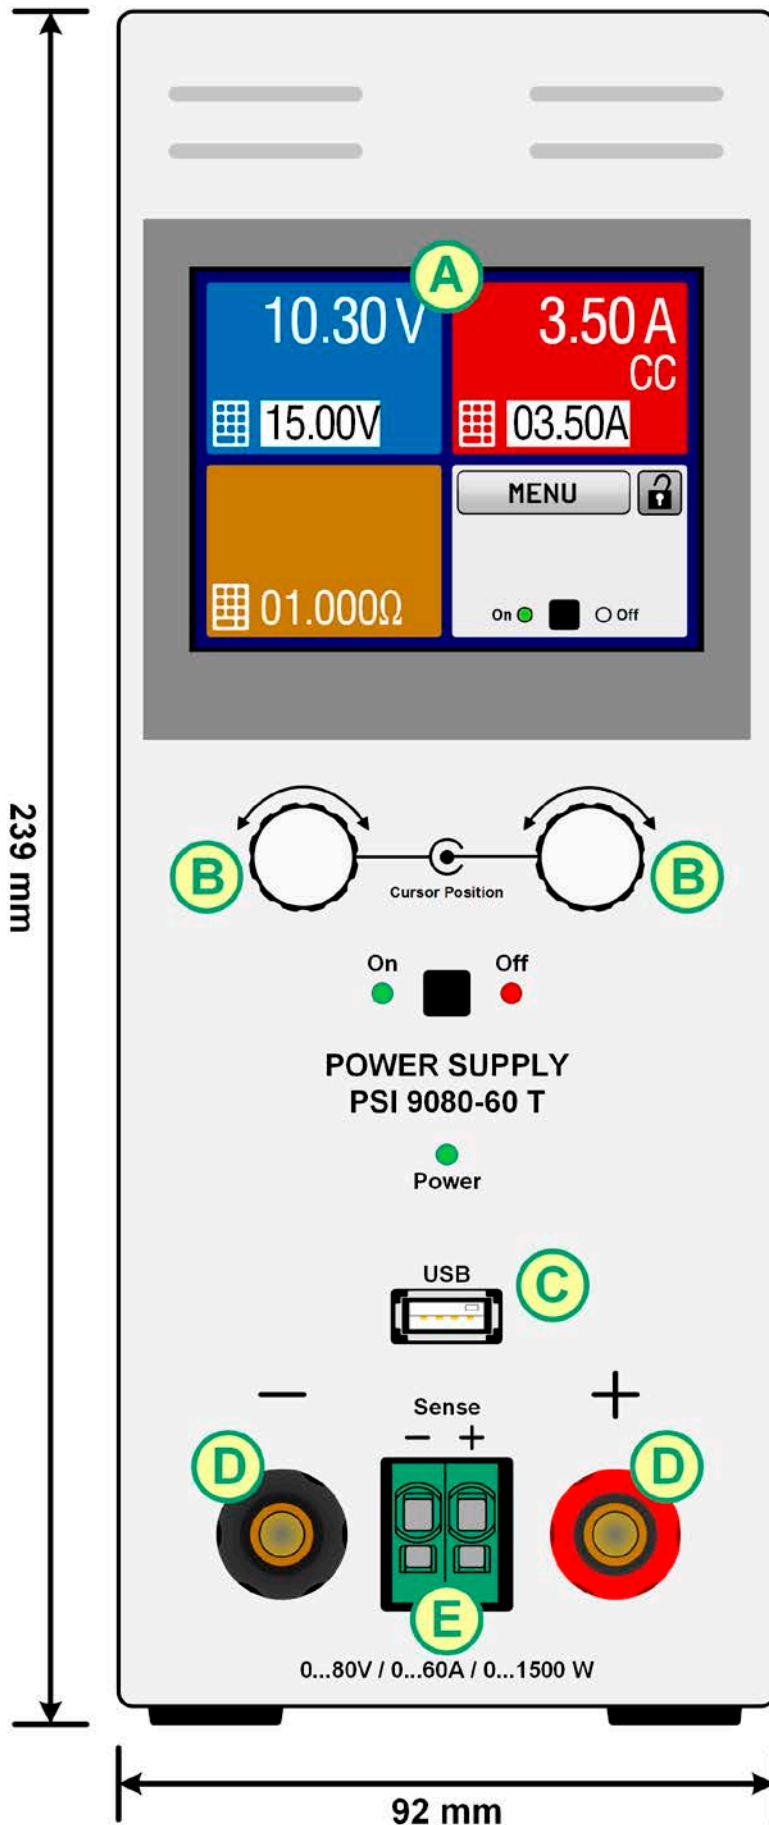 A
10.30 V
3.50 A
CC
15.00V
03.50A
MENU
01.000Ω
On
Off
239 mm
B
B
Cursor Position
On
Off
POWER SUPPLY
PSI 9080-60 T
Power
USB
C
−
+
Sense
− +
D
D
E
0...80V / 0...60A / 0...1500 W
92 mm